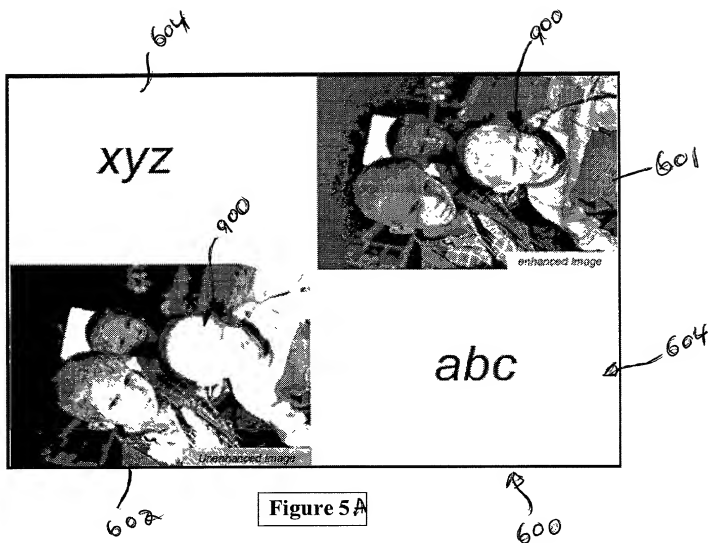 604
900
xyz
601
900
enhanced image
604
abc
Unenhanced Image
602
Figure 5A
600